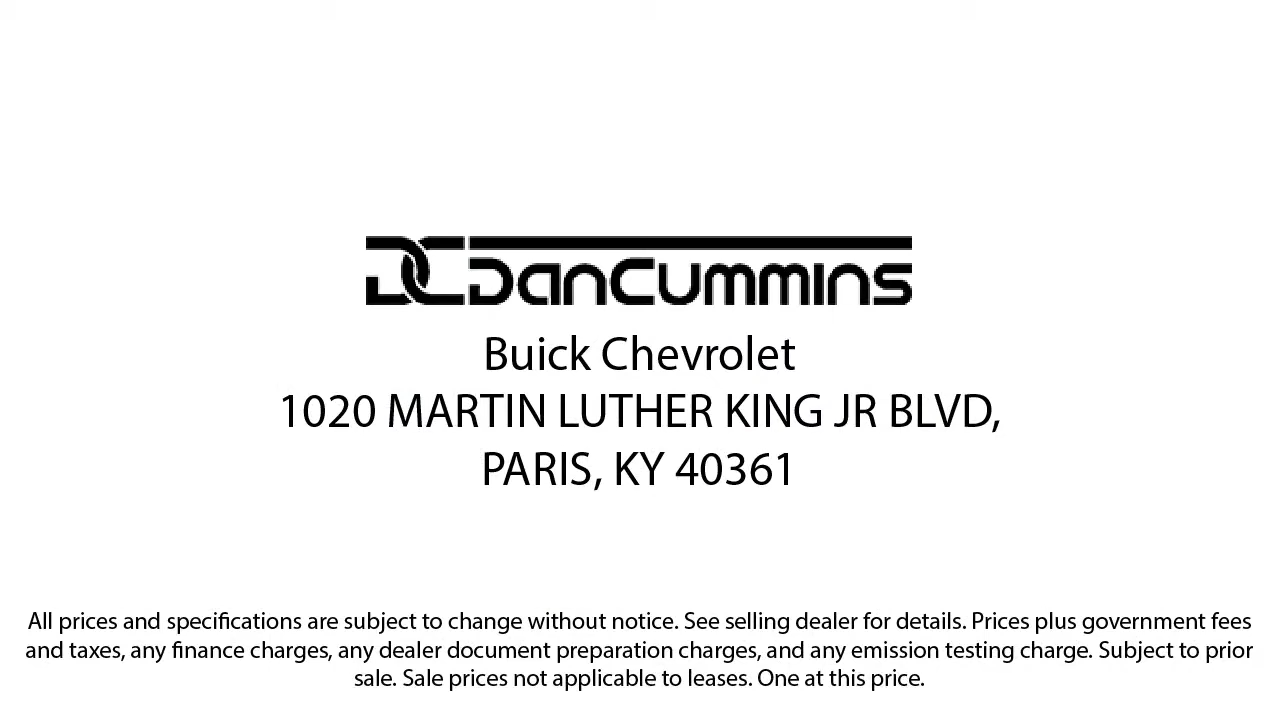 DC DanCummins
Buick Chevrolet
1020 MARTIN LUTHER KING JR BLVD,
PARIS, KY 40361
All prices and specifications are subject to change without notice. See selling dealer for details. Prices plus government fees
and taxes, any finance charges, any dealer document preparation charges, and any emission testing charge. Subject to prior
sale. Sale prices not applicable to leases. One at this price.